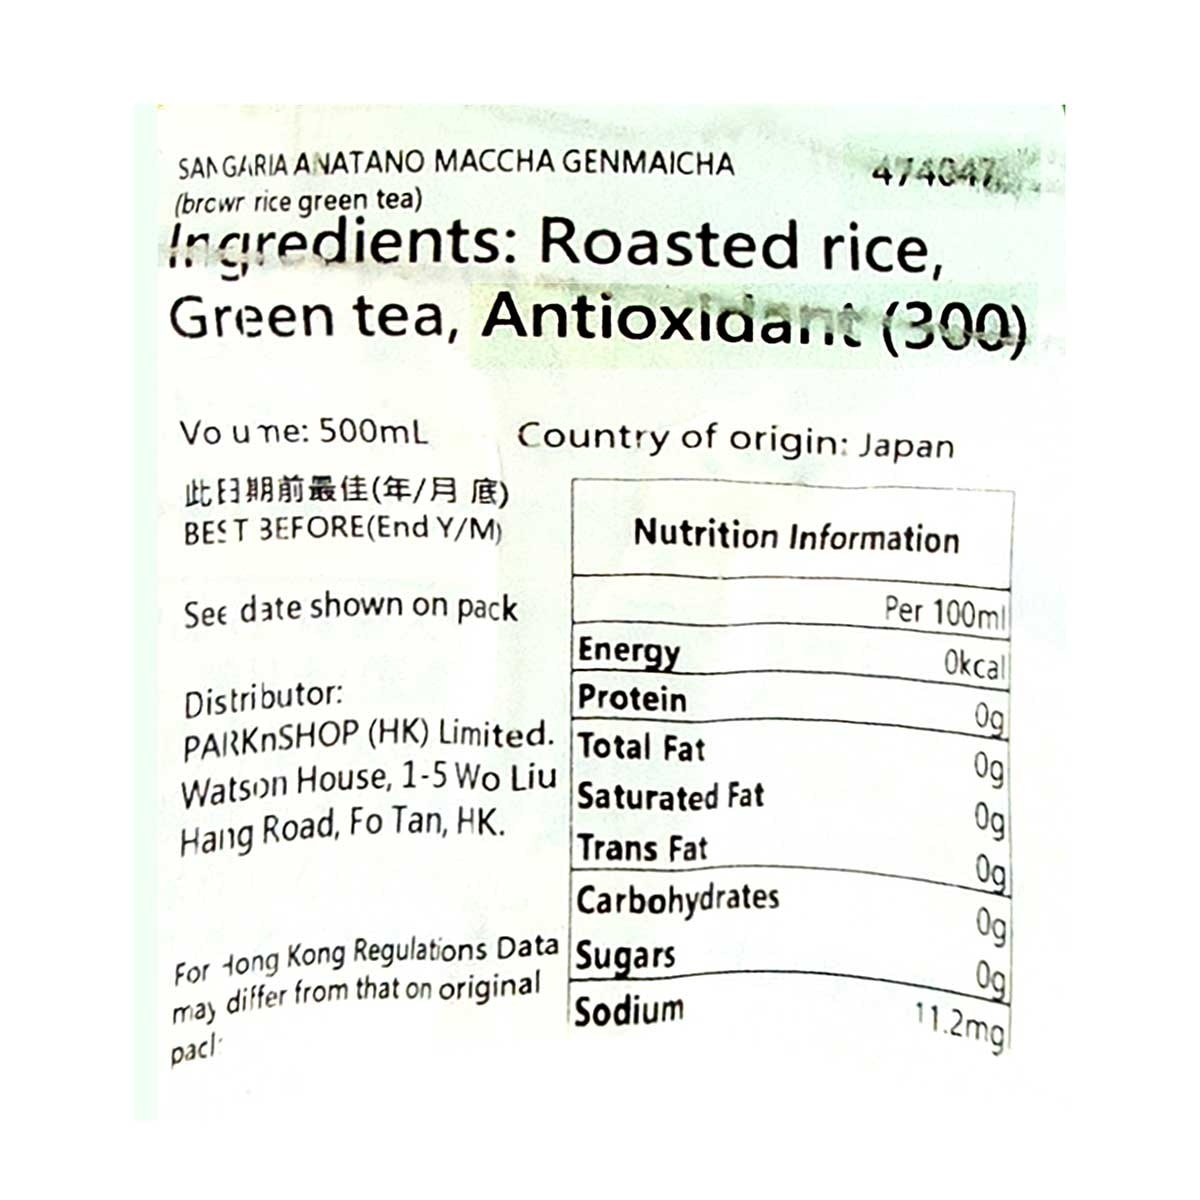 SANGARIA ANATANO MACCHA GENMAICHA
474047
(brown rice green tea)
Ingredients: Roasted rice,
Green tea, Antioxidant (300)
Volume: 500mL
Country of origin: Japan
此日期前最佳(年/月 底)
BEST BEFORE(End Y/M)
See date shown on pack
Distributor:
PARKnSHOP (HK) Limited.
Watson House, 1-5 Wo Liu
Hang Road, Fo Tan, HK.
For Hong Kong Regulations Data
may differ from that on original
pack
Nutrition Information
Per 100ml
Energy 0kcal
Protein 0g
Total Fat 0g
Saturated Fat 0g
Trans Fat 0g
Carbohydrates 0g
Sugars 0g
Sodium 11.2mg